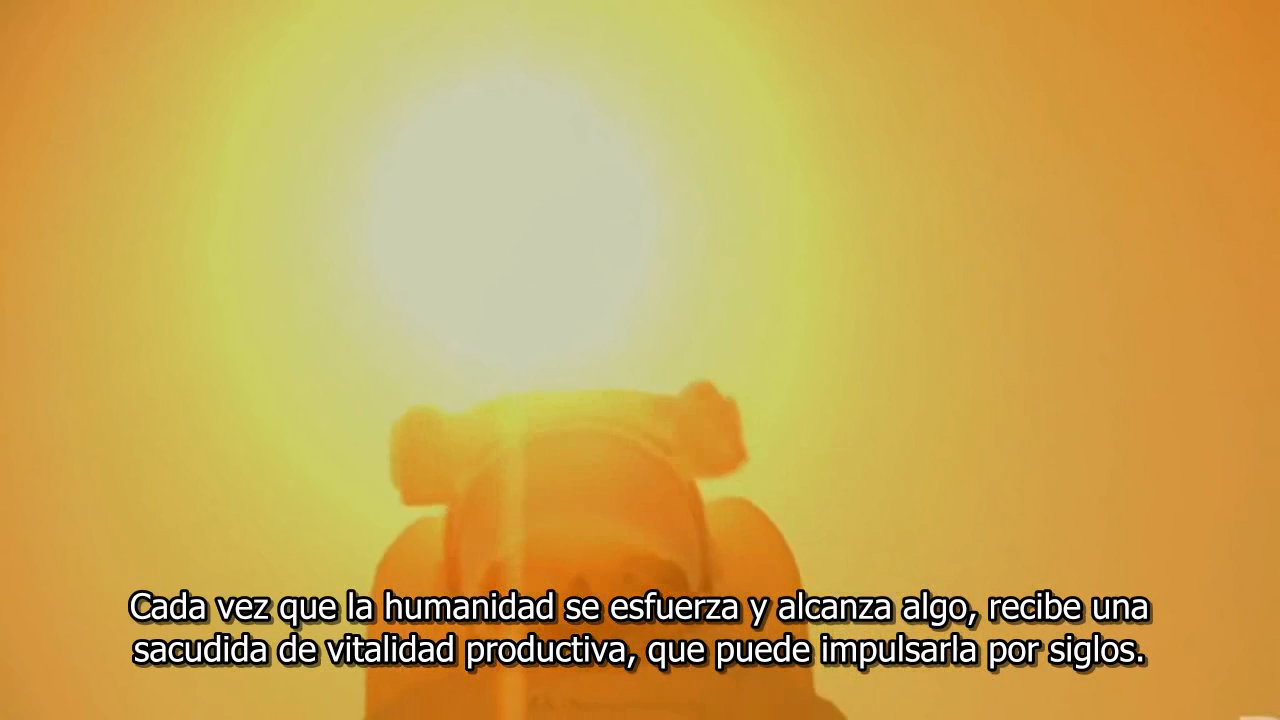 Cada vez que la humanidad se esfuerza y alcanza algo, recibe una
sacudida de vitalidad productiva, que puede impulsarla por siglos.